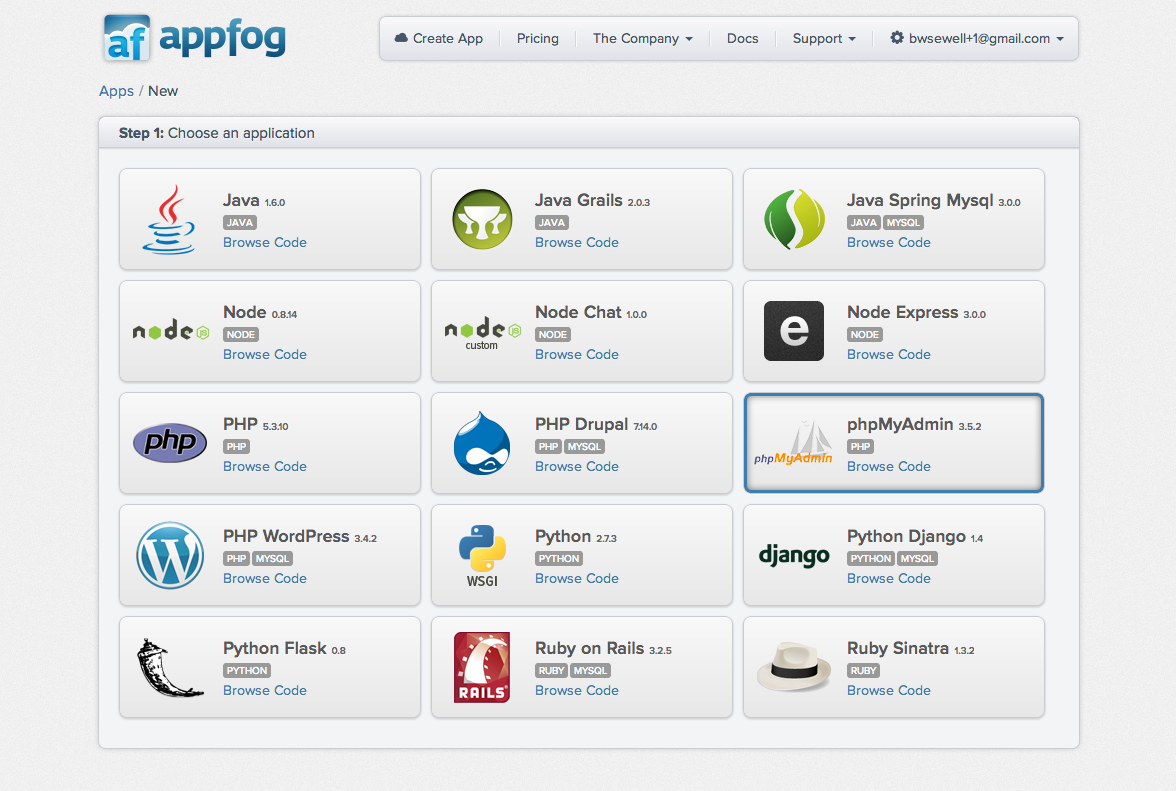 af appfog
Create App Pricing The Company Docs Support bwsewell+1@gmail.com
Apps / New
Step 1: Choose an application
Java 1.6.0
JAVA
Browse Code
Java Grails 2.0.3
JAVA
Browse Code
Java Spring Mysql 3.0.0
JAVA MYSQL
Browse Code
node JS
Node 0.8.14
NODE
Browse Code
node JS
custom
Node Chat 1.0.0
NODE
Browse Code
e
Node Express 3.0.0
NODE
Browse Code
php
PHP 5.3.10
PHP
Browse Code
PHP Drupal 7.14.0
PHP MYSQL
Browse Code
phpMyAdmin
phpMyAdmin 3.5.2
PHP
Browse Code
W
PHP WordPress 3.4.2
PHP MYSQL
Browse Code
WSGI
Python 2.7.3
PYTHON
Browse Code
django
Python Django 1.4
PYTHON MYSQL
Browse Code
Python Flask 0.8
PYTHON
Browse Code
RAILS
Ruby on Rails 3.2.5
RUBY MYSQL
Browse Code
Ruby Sinatra 1.3.2
RUBY
Browse Code